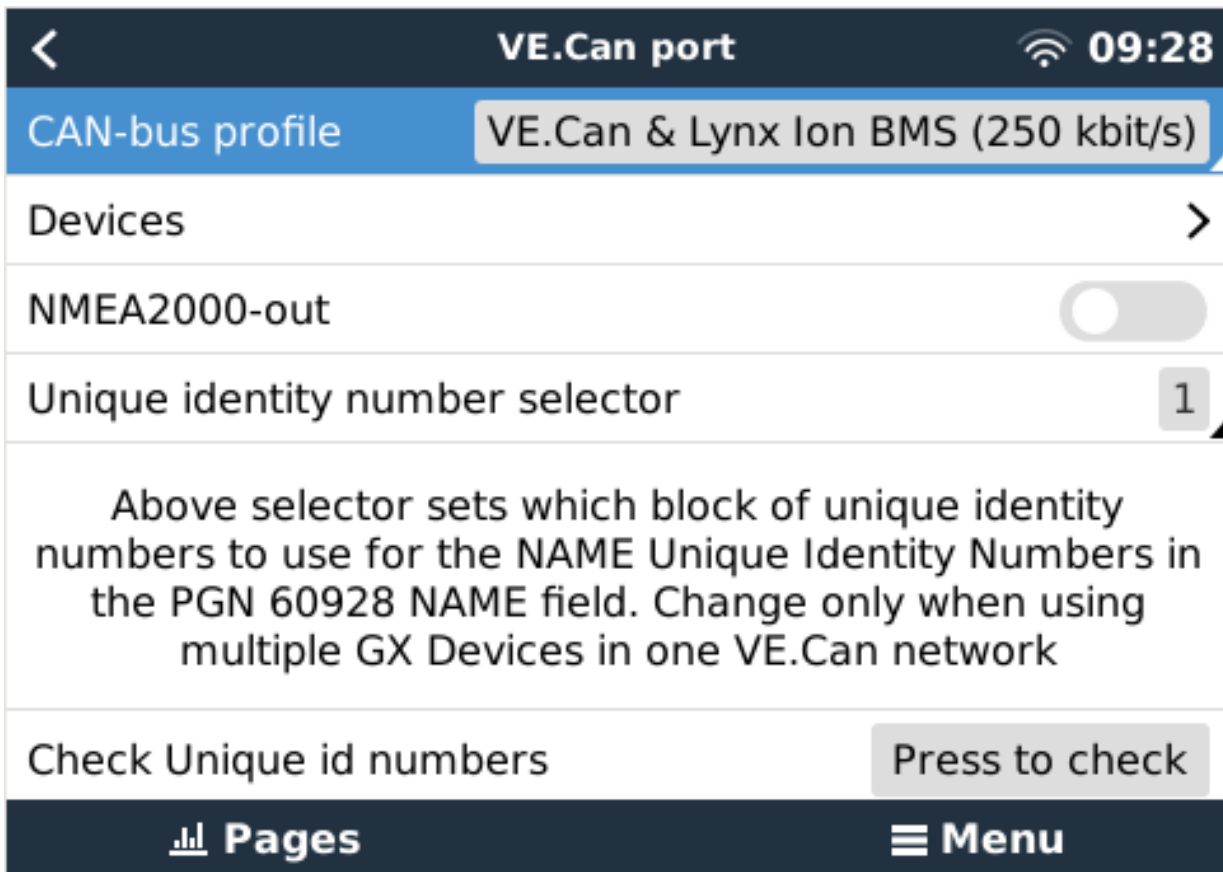 VE.Can port
09:28
CAN-bus profile
VE.Can & Lynx Ion BMS (250 kbit/s)
Devices
NMEA2000-out
Unique identity number selector
1
Above selector sets which block of unique identity
numbers to use for the NAME Unique Identity Numbers in
the PGN 60928 NAME field. Change only when using
multiple GX Devices in one VE.Can network
Check Unique id numbers
Press to check
Pages
Menu